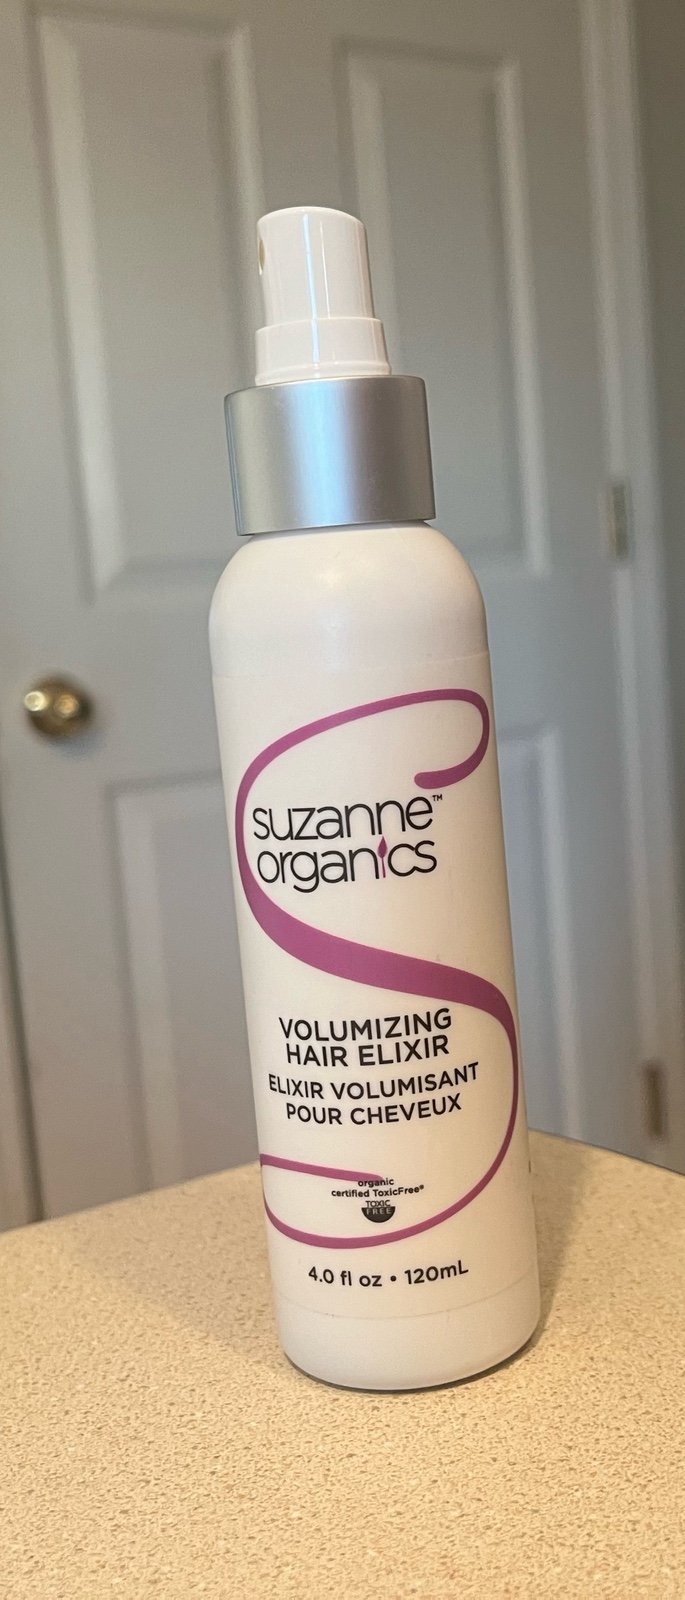 suzanne™
organics
VOLUMIZING
HAIR ELIXIR
ELIXIR VOLUMISANT
POUR CHEVEUX
organic
certified ToxicFree®
TOXIC
FREE
4.0 fl oz • 120mL